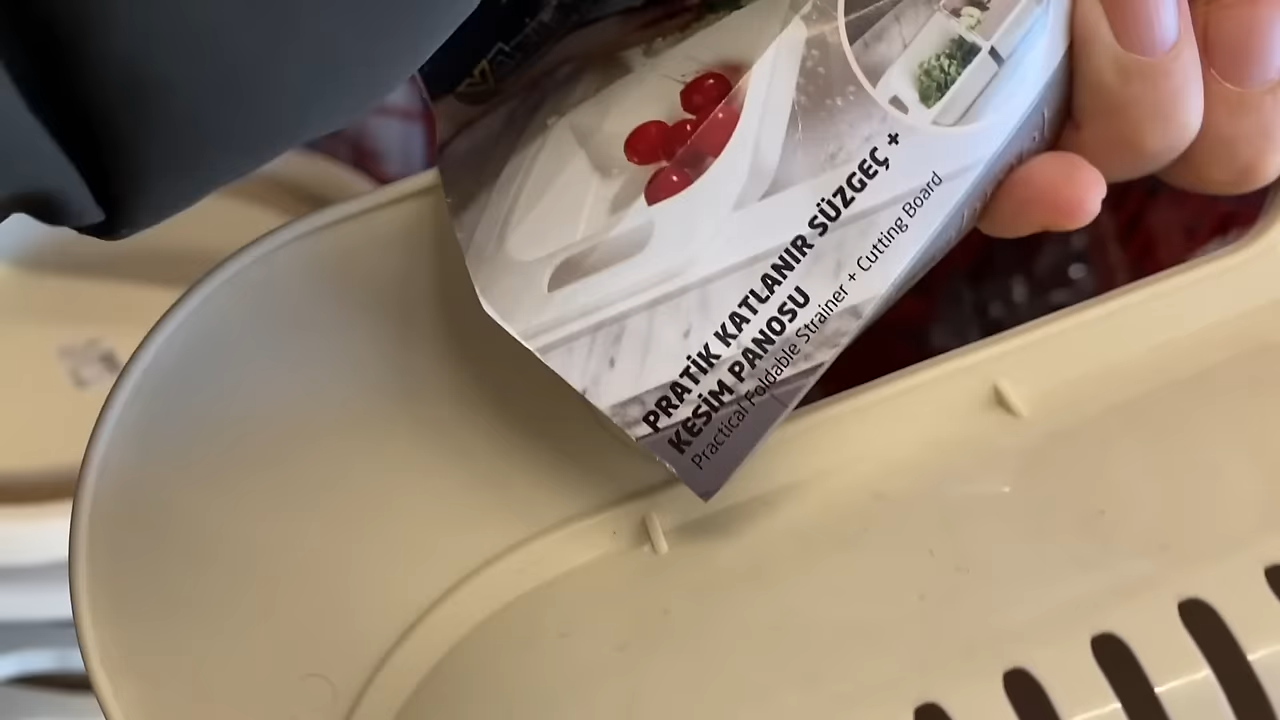 PRATİK KATLANIR SÜZGEÇ +
KESİM PANOSU
Practical Foldable Strainer + Cutting Board